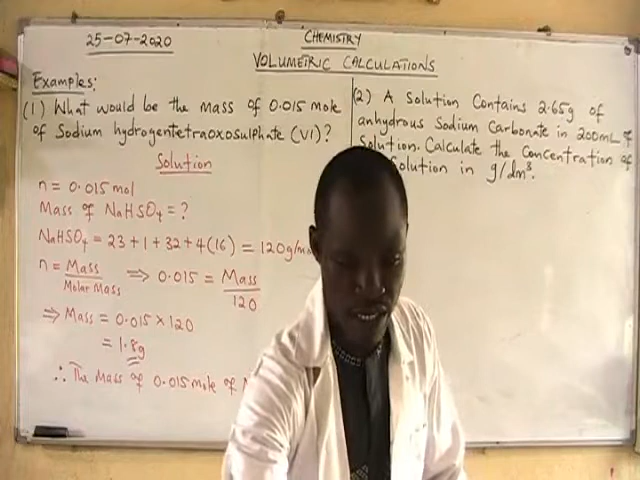 25-07-2020
CHEMISTRY
VOLUMETRIC CALCULATIONS
Examples:
(1) What would be the mass of 0.015 mole
of Sodium hydrogentetraoxosulphate (VI)?
Solution
n = 0.015 mol
Mass of NaHSO₄ = ?
NaHSO₄ = 23 + 1 + 32 + 4(16) = 120g/mo
n = Mass / Molar Mass ⟹ 0.015 = Mass / 120
⟹ Mass = 0.015 × 120
= 1.8g
∴ The Mass of 0.015 mole of
(2) A Solution Contains 2.65g of
anhydrous Sodium Carbonate in 200mL of
Solution. Calculate the Concentration of
Solution in g/dm³.